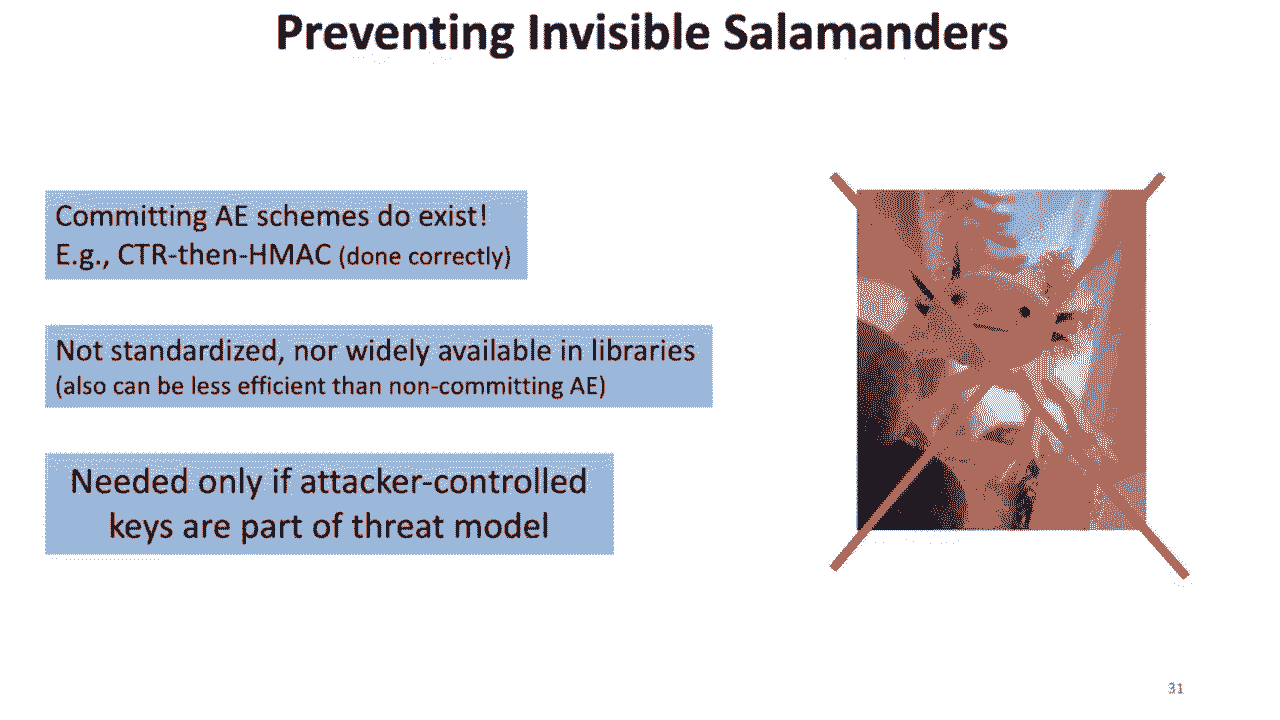 Preventing Invisible Salamanders
Committing AE schemes do exist!
E.g., CTR-then-HMAC (done correctly)
Not standardized, nor widely available in libraries
(also can be less efficient than non-committing AE)
Needed only if attacker-controlled
keys are part of threat model
31